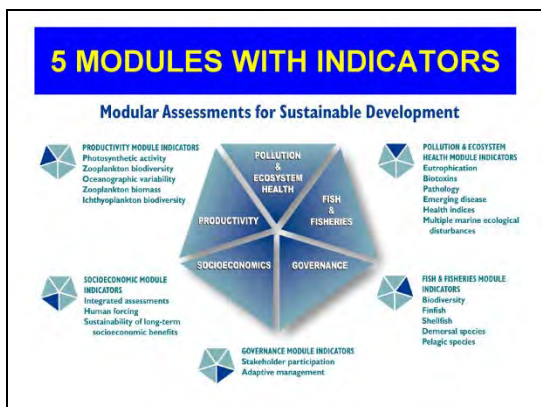 5 MODULES WITH INDICATORS
Modular Assessments for Sustainable Development
PRODUCTIVITY MODULE INDICATORS
Photosynthetic activity
Zooplankton biodiversity
Oceanographic variability
Zooplankton biomass
Ichthyoplankton biodiversity
POLLUTION
&
ECOSYSTEM
HEALTH
PRODUCTIVITY
FISH
&
FISHERIES
SOCIOECONOMICS
GOVERNANCE
POLLUTION & ECOSYSTEM
HEALTH MODULE INDICATORS
Eutrophication
Biotoxins
Pathology
Emerging disease
Health indices
Multiple marine ecological
disturbances
SOCIOECONOMIC MODULE
INDICATORS
Integrated assessments
Human forcing
Sustainability of long-term
socioeconomic benefits
FISH & FISHERIES MODULE
INDICATORS
Biodiversity
Finfish
Shellfish
Demersal species
Pelagic species
GOVERNANCE MODULE INDICATORS
Stakeholder participation
Adaptive management